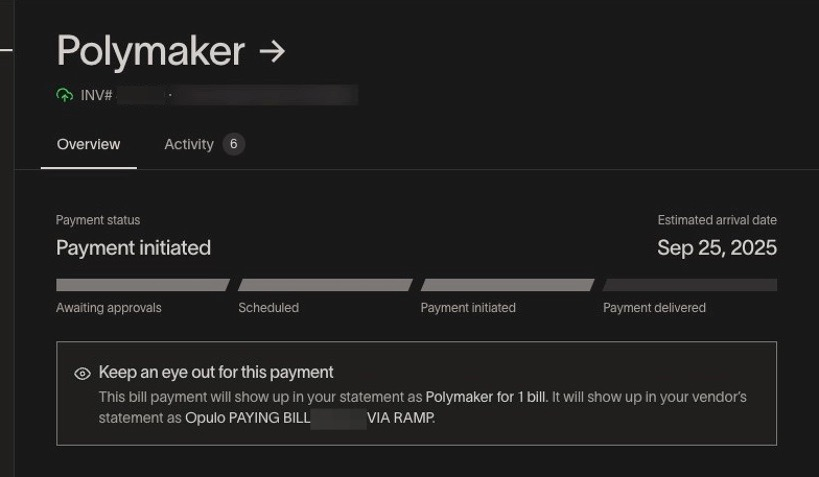 Polymaker →
INV# ·
Overview Activity 6
Payment status Estimated arrival date
Payment initiated Sep 25, 2025
Awaiting approvals Scheduled Payment initiated Payment delivered
Keep an eye out for this payment
This bill payment will show up in your statement as Polymaker for 1 bill. It will show up in your vendor's
statement as Opulo PAYING BILL VIA RAMP.